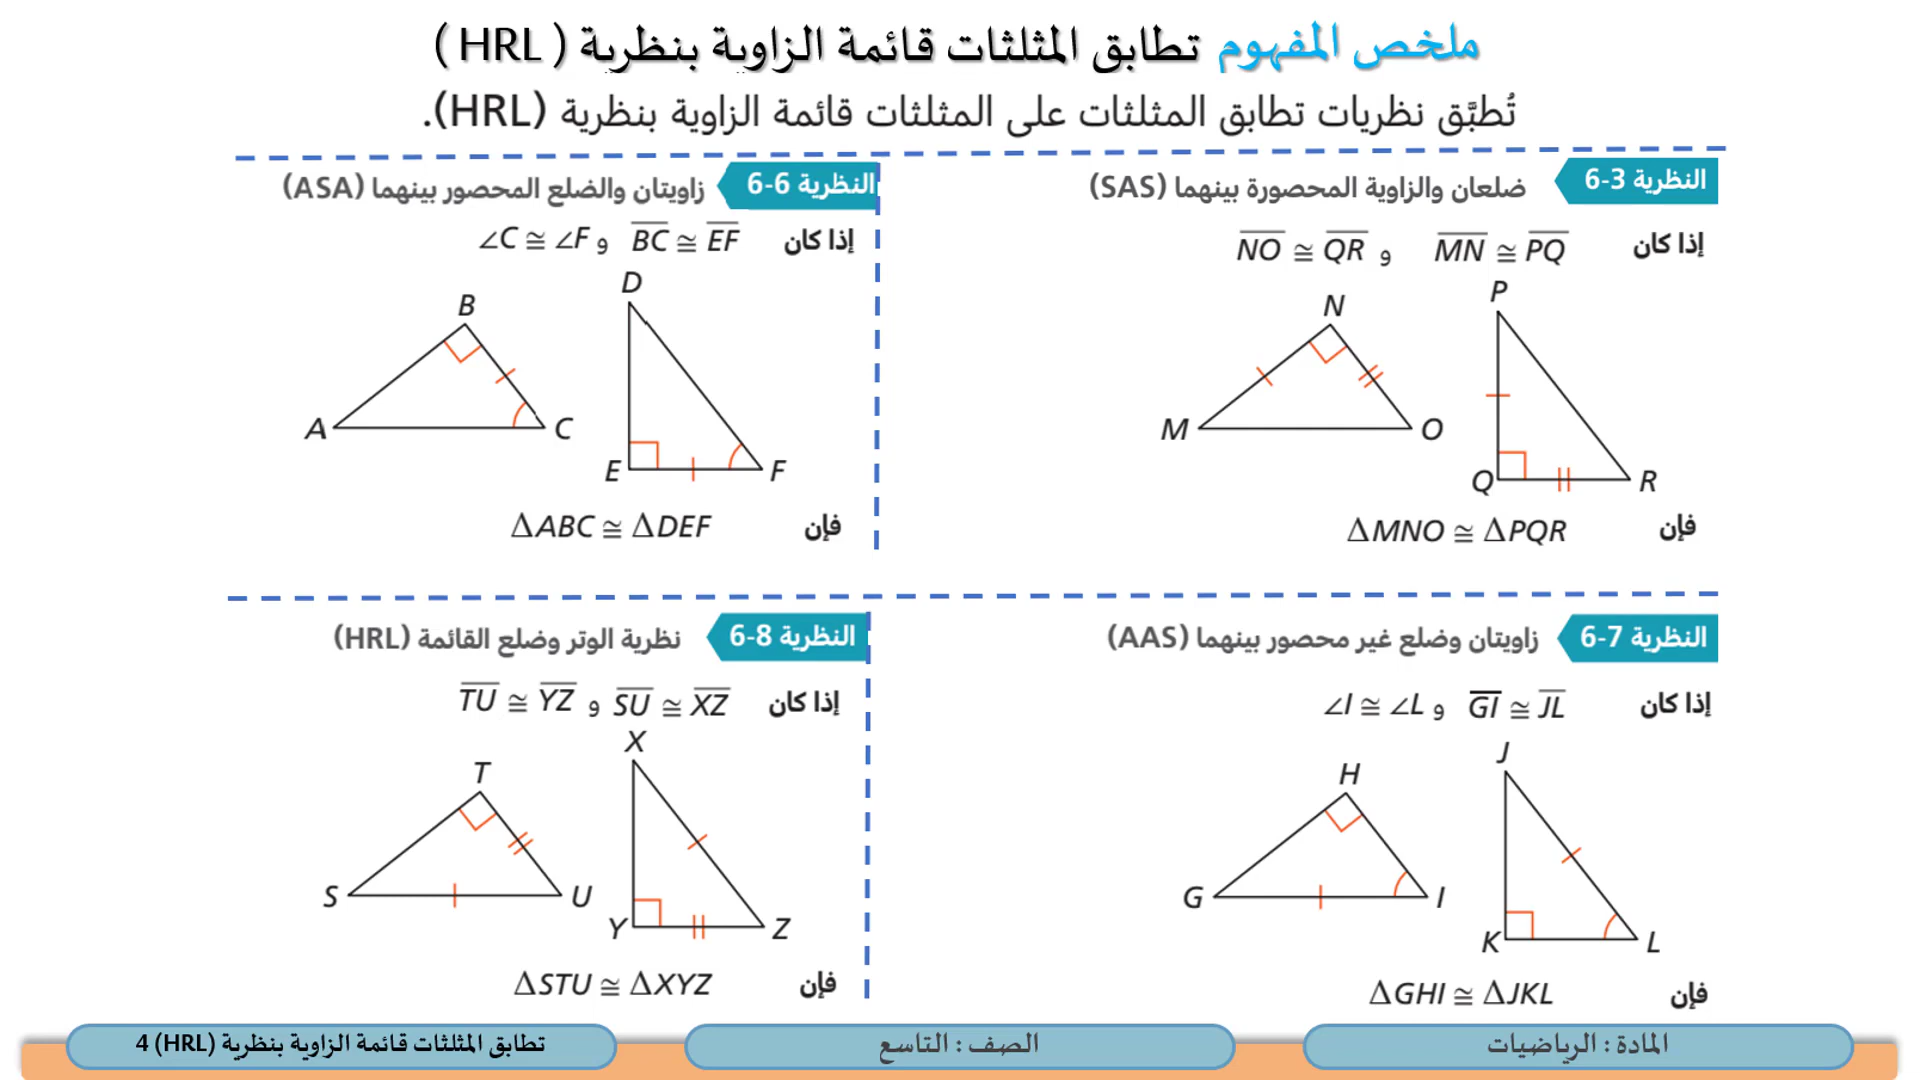 ملخص المفهوم تطابق المثلثات قائمة الزاوية بنظرية ( HRL )
تُطبَّق نظريات تطابق المثلثات على المثلثات قائمة الزاوية بنظرية (HRL).
النظرية 3-6 ضلعان والزاوية المحصورة بينهما (SAS)
إذا كان MN ≅ PQ و NO ≅ QR
N
P
M
O
Q
R
فإن ΔMNO ≅ ΔPQR
النظرية 6-6 زاويتان والضلع المحصور بينهما (ASA)
إذا كان BC ≅ EF و ∠C ≅ ∠F
D
B
A
C
E
F
فإن ΔABC ≅ ΔDEF
النظرية 7-6 زاويتان وضلع غير محصور بينهما (AAS)
إذا كان GI ≅ JL و ∠I ≅ ∠L
J
H
G
I
K
L
فإن ΔGHI ≅ ΔJKL
النظرية 8-6 نظرية الوتر وضلع القائمة (HRL)
إذا كان SU ≅ XZ و TU ≅ YZ
X
T
S
U
Y
Z
فإن ΔSTU ≅ ΔXYZ
المادة : الرياضيات
الصف : التاسع
تطابق المثلثات قائمة الزاوية بنظرية (HRL) 4